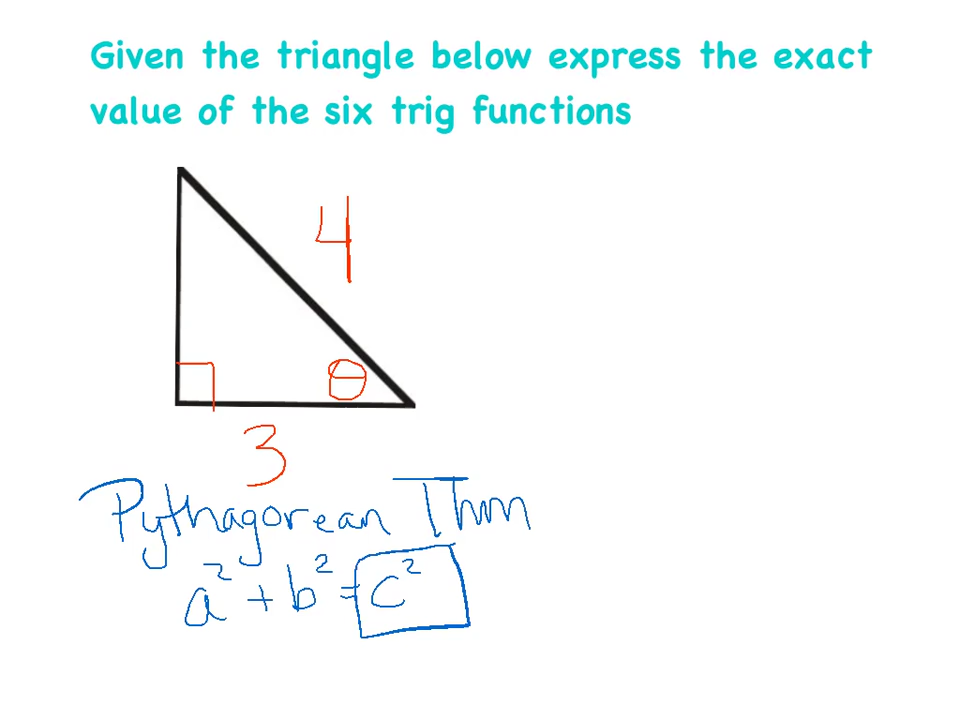 Given the triangle below express the exact
value of the six trig functions
4
θ
3
Pythagorean Thm
a² + b² = c²